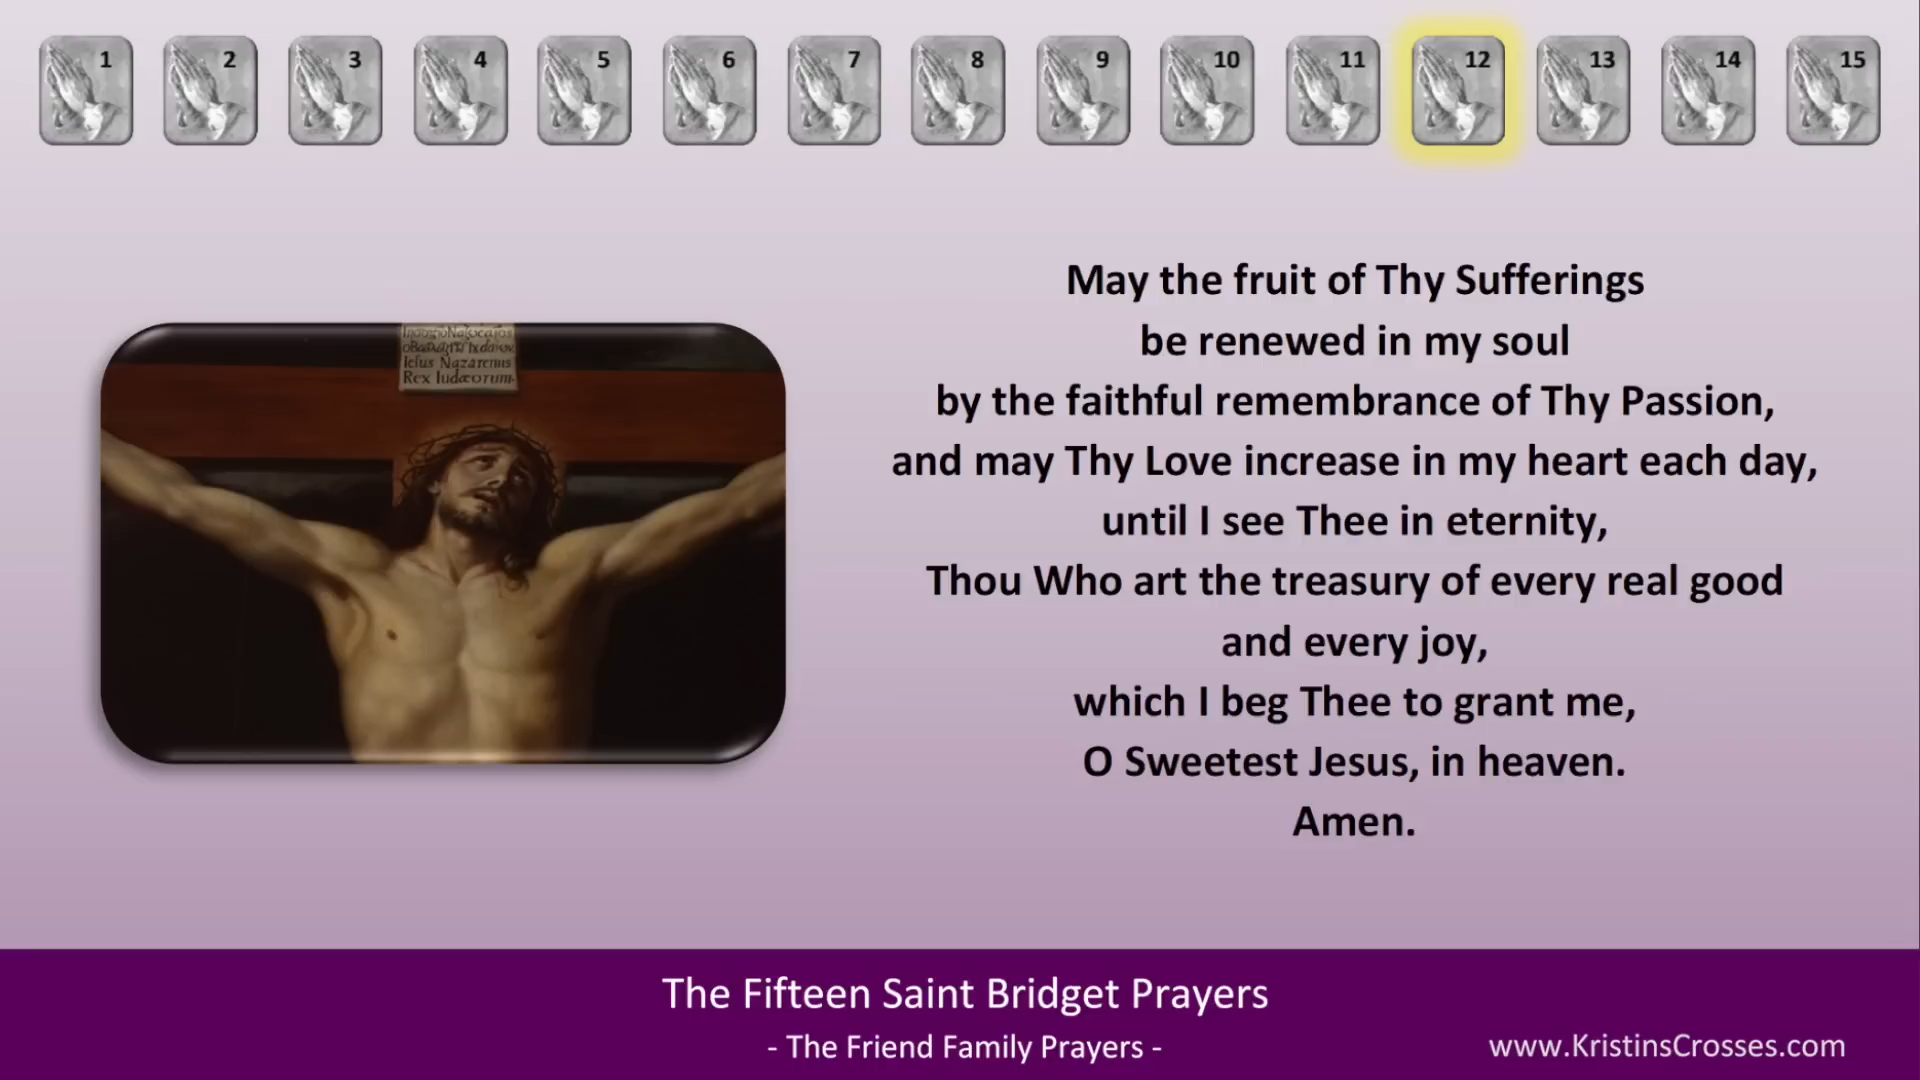 1 2 3 4 5 6 7 8 9 10 11 12 13 14 15
Iesus Nazarenus
Rex Iudæorum
May the fruit of Thy Sufferings
be renewed in my soul
by the faithful remembrance of Thy Passion,
and may Thy Love increase in my heart each day,
until I see Thee in eternity,
Thou Who art the treasury of every real good
and every joy,
which I beg Thee to grant me,
O Sweetest Jesus, in heaven.
Amen.
The Fifteen Saint Bridget Prayers
- The Friend Family Prayers -
www.KristinsCrosses.com